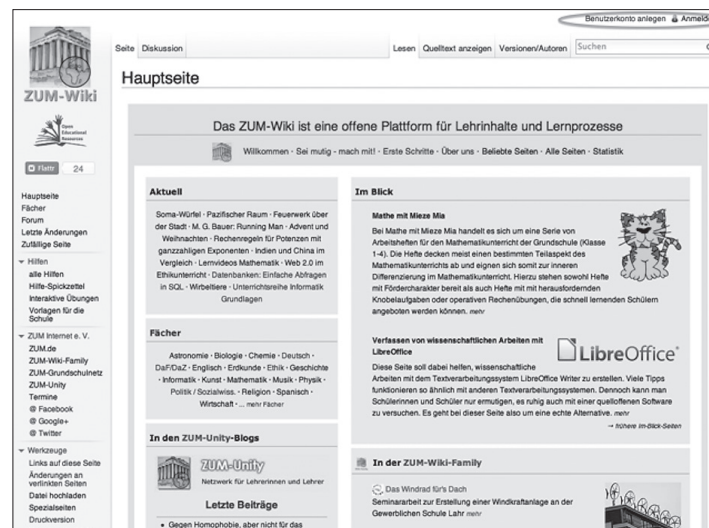 Benutzerkonto anlegen
Seite Diskussion
Lesen Quelltext anzeigen Versionen/Autoren Suchen
Hauptseite
ZUM-Wiki
Open
Educational
Resources
Flattr 24
Hauptseite
Fächer
Forum
Letzte Änderungen
Zufällige Seite
Hilfen
alle Hilfen
Hilfe-Spickzettel
Interaktive Übungen
Vorlagen für die
Schule
ZUM Internet e. V.
ZUM.de
ZUM-Wiki-Family
ZUM-Grundschulnetz
ZUM-Unity
Termine
@ Facebook
@ Google+
@ Twitter
Werkzeuge
Links auf diese Seite
Änderungen an
verlinkten Seiten
Datei hochladen
Spezialseiten
Druckversion
Das ZUM-Wiki ist eine offene Plattform für Lehrinhalte und Lernprozesse
Willkommen · Sei mutig - mach mit! · Erste Schritte · Über uns · Beliebte Seiten · Alle Seiten · Statistik
Aktuell
Soma-Würfel · Pazifischer Raum · Feuerwerk über
der Stadt · M. G. Bauer: Running Man · Advent und
Weihnachten · Rechenregeln für Potenzen mit
ganzzahligen Exponenten · Indien und China im
Vergleich · Lernvideos Mathematik · Web 2.0 im
Ethikunterricht · Datenbanken: Einfache Abfragen
in SQL · Wirbeltiere · Unterrichtsreihe Informatik
Grundlagen
Fächer
Astronomie · Biologie · Chemie · Deutsch ·
DaF/DaZ · Englisch · Erdkunde · Ethik · Geschichte
· Informatik · Kunst · Mathematik · Musik · Physik ·
Politik / Sozialwiss. · Religion · Spanisch ·
Wirtschaft · ... mehr Fächer
In den ZUM-Unity-Blogs
ZUM-Unity
Netzwerk für Lehrerinnen und Lehrer
Letzte Beiträge
• Gegen Homophobie, aber nicht für das
Im Blick
Mathe mit Mieze Mia
Bei Mathe mit Mieze Mia handelt es sich um eine Serie von
Arbeitsheften für den Mathematikunterricht der Grundschule (Klasse
1-4). Die Hefte decken meist einen bestimmten Teilaspekt des
Mathematikunterrichts ab und eignen sich somit zur inneren
Differenzierung im Mathematikunterricht. Hierzu stehen sowohl Hefte
mit Fördercharakter bereit als auch Hefte mit mit herausfordernden
Knobelaufgaben oder operativen Rechenübungen, die schnell lernenden Schülern
angeboten werden können. mehr
Verfassen von wissenschaftlichen Arbeiten mit
LibreOffice
LibreOffice
Diese Seite soll dabei helfen, wissenschaftliche
Arbeiten mit dem Textverarbeitungssystem LibreOffice Writer zu erstellen. Viele Tipps
funktionieren so ähnlich mit anderen Textverarbeitungssystemen. Dennoch kann man
Schülerinnen und Schüler nur ermutigen, es ruhig auch mit einer quelloffenen Software
zu versuchen. Es geht bei dieser Seite also um eine echte Alternative. mehr
→ frühere Im-Blick-Seiten
In der ZUM-Wiki-Family
Das Windrad für's Dach
Seminararbeit zur Erstellung einer Windkraftanlage an der
Gewerblichen Schule Lahr mehr